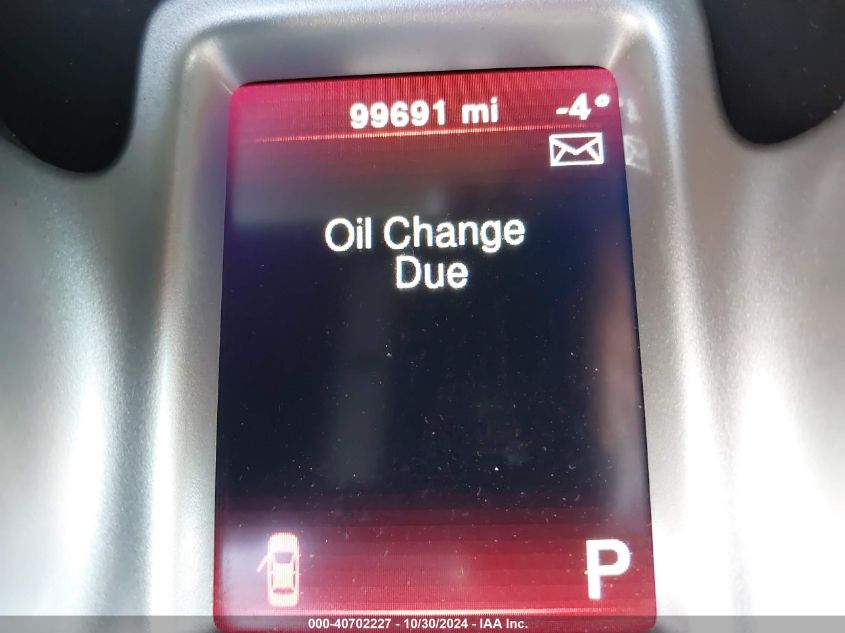 99691 mi -4°
Oil Change
Due
P
000-40702227 - 10/30/2024 - IAA Inc.